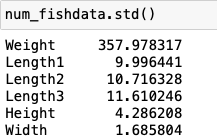 num_fishdata.std()
Weight 357.978317
Length1 9.996441
Length2 10.716328
Length3 11.610246
Height 4.286208
Width 1.685804